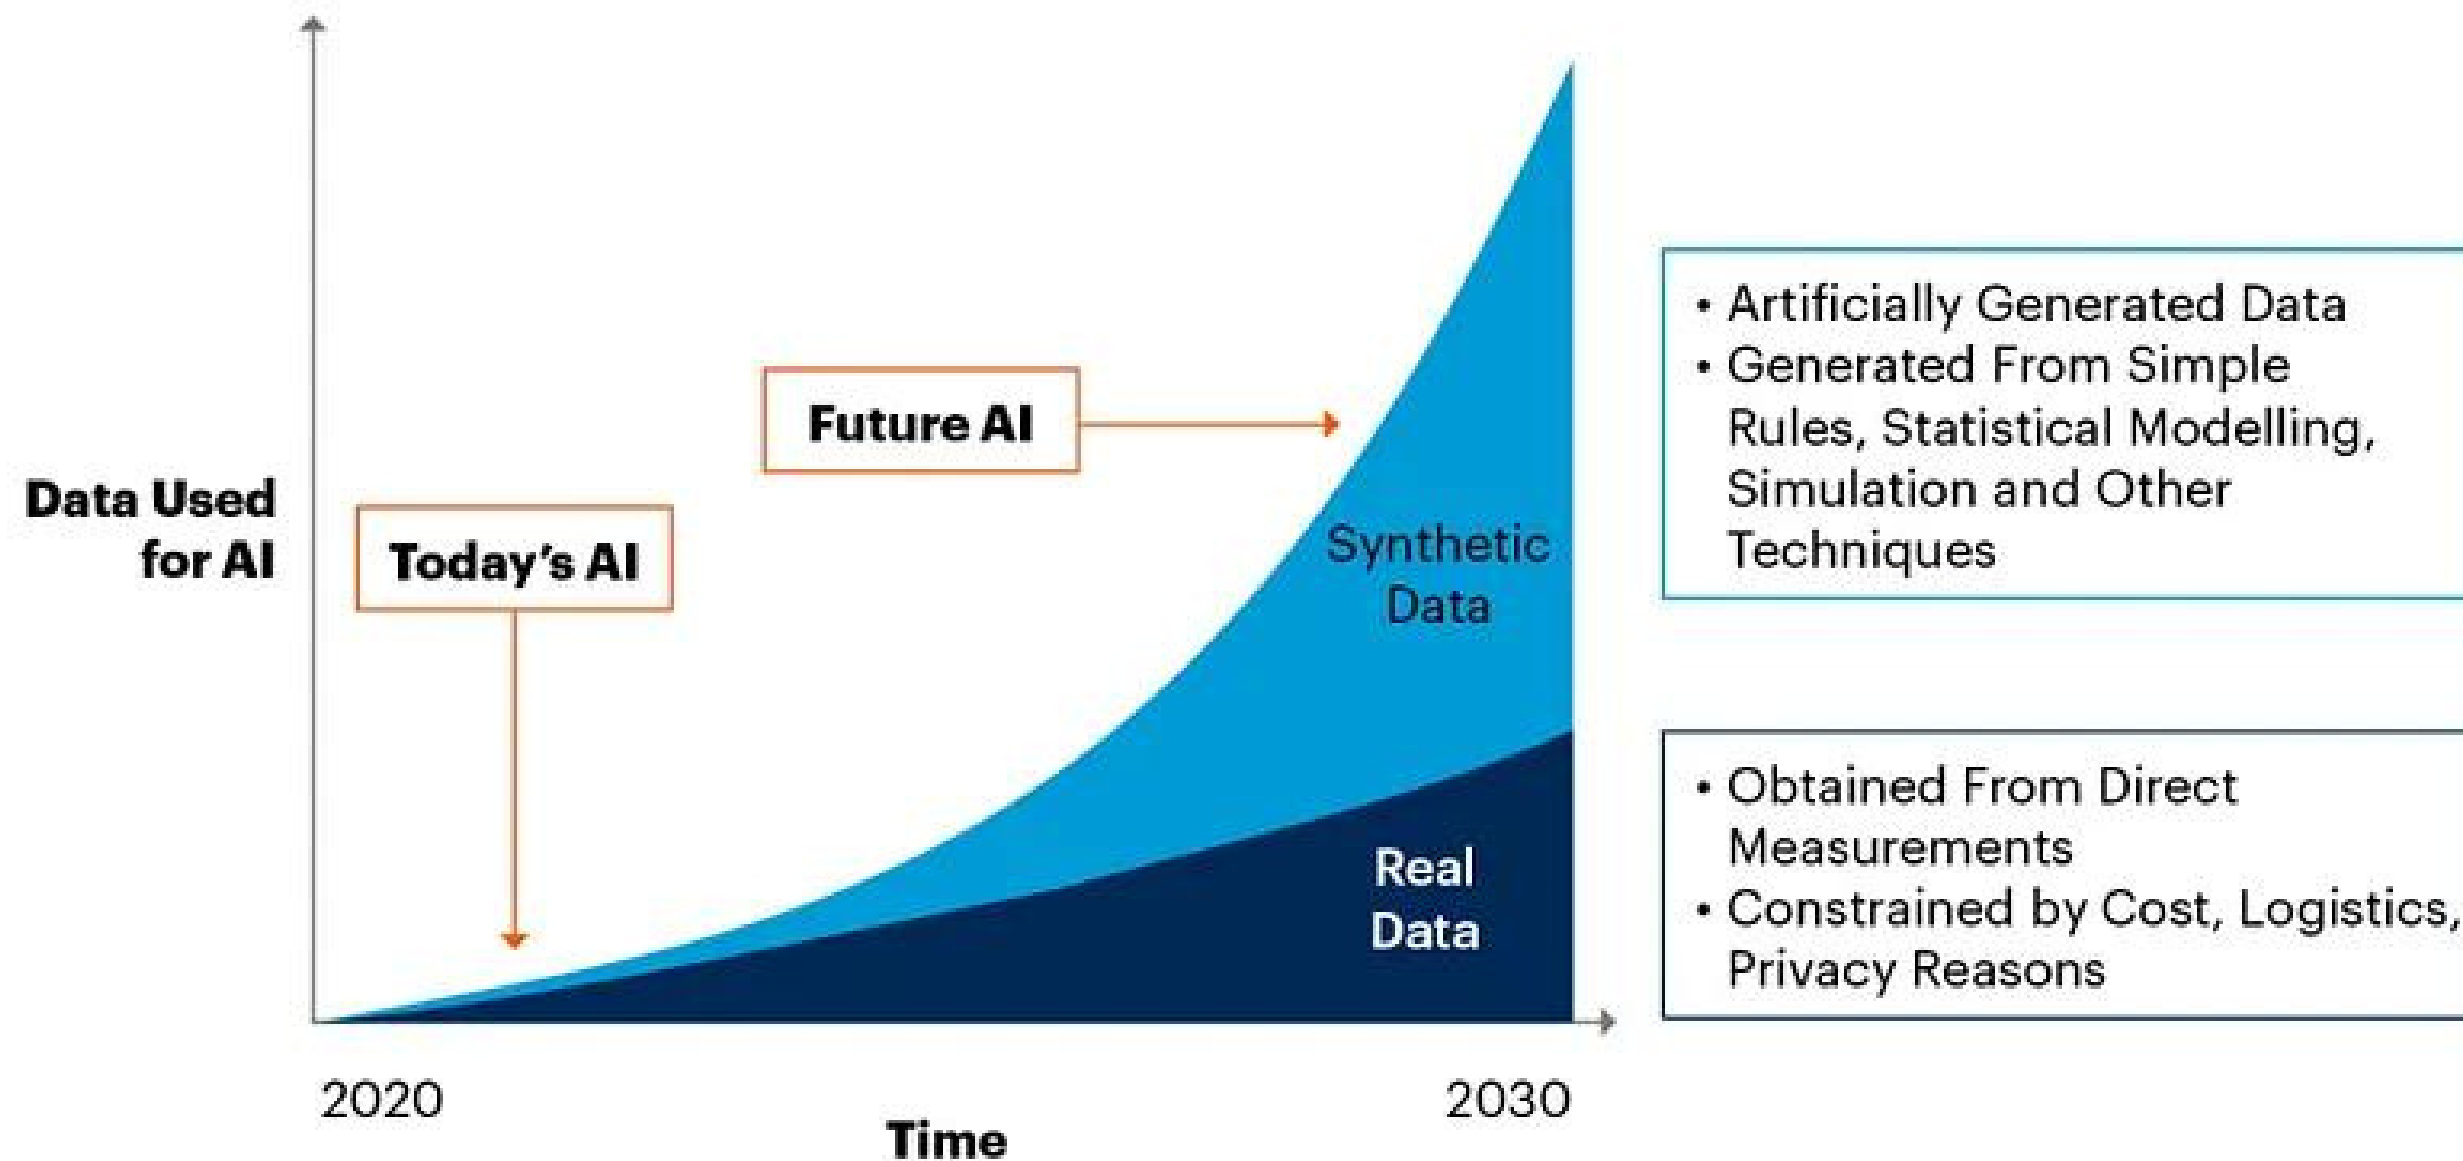 Data Used
for AI
Today's AI
Future AI
Synthetic
Data
Real
Data
• Artificially Generated Data
• Generated From Simple
Rules, Statistical Modelling,
Simulation and Other
Techniques
• Obtained From Direct
Measurements
• Constrained by Cost, Logistics,
Privacy Reasons
2020
2030
Time